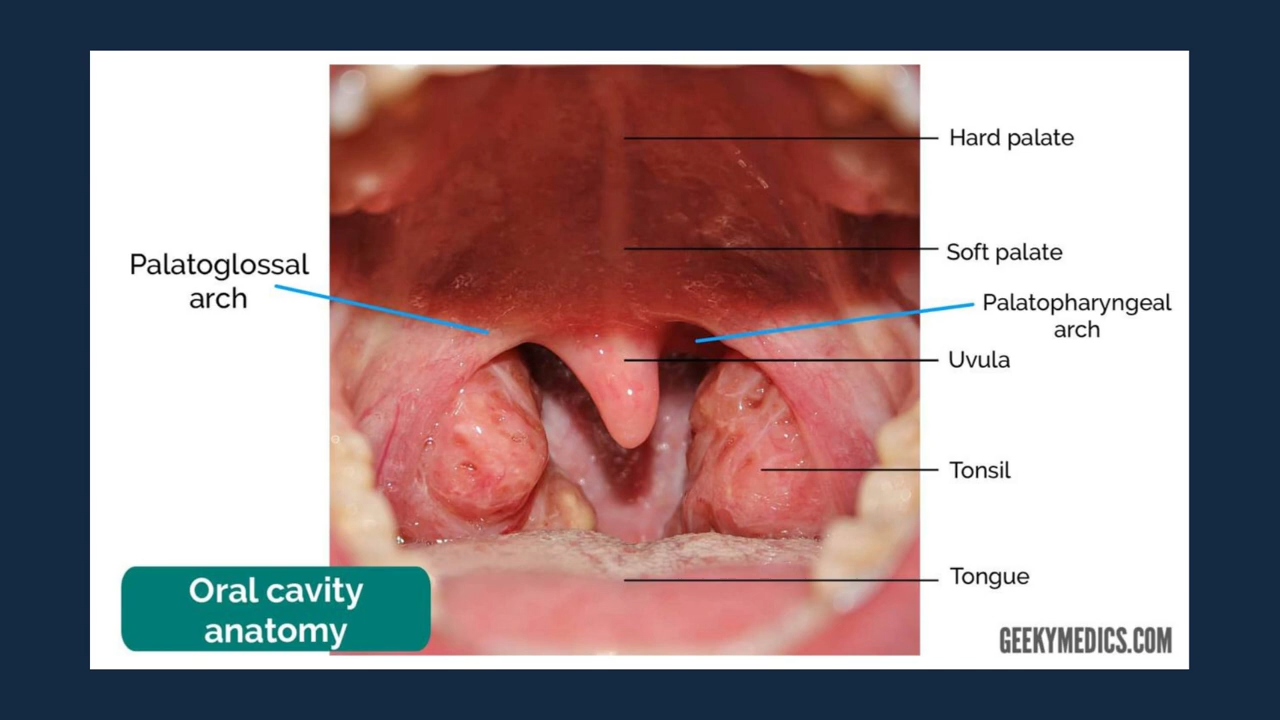 Hard palate
Palatoglossal
arch
Soft palate
Palatopharyngeal
arch
Uvula
Tonsil
Tongue
Oral cavity
anatomy
GEEKYMEDICS.COM